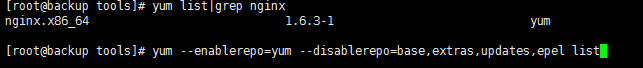 [root@backup tools]# yum list|grep nginx
nginx.x86_64 1.6.3-1 yum
[root@backup tools]# yum --enablerepo=yum --disablerepo=base,extras,updates,epel list